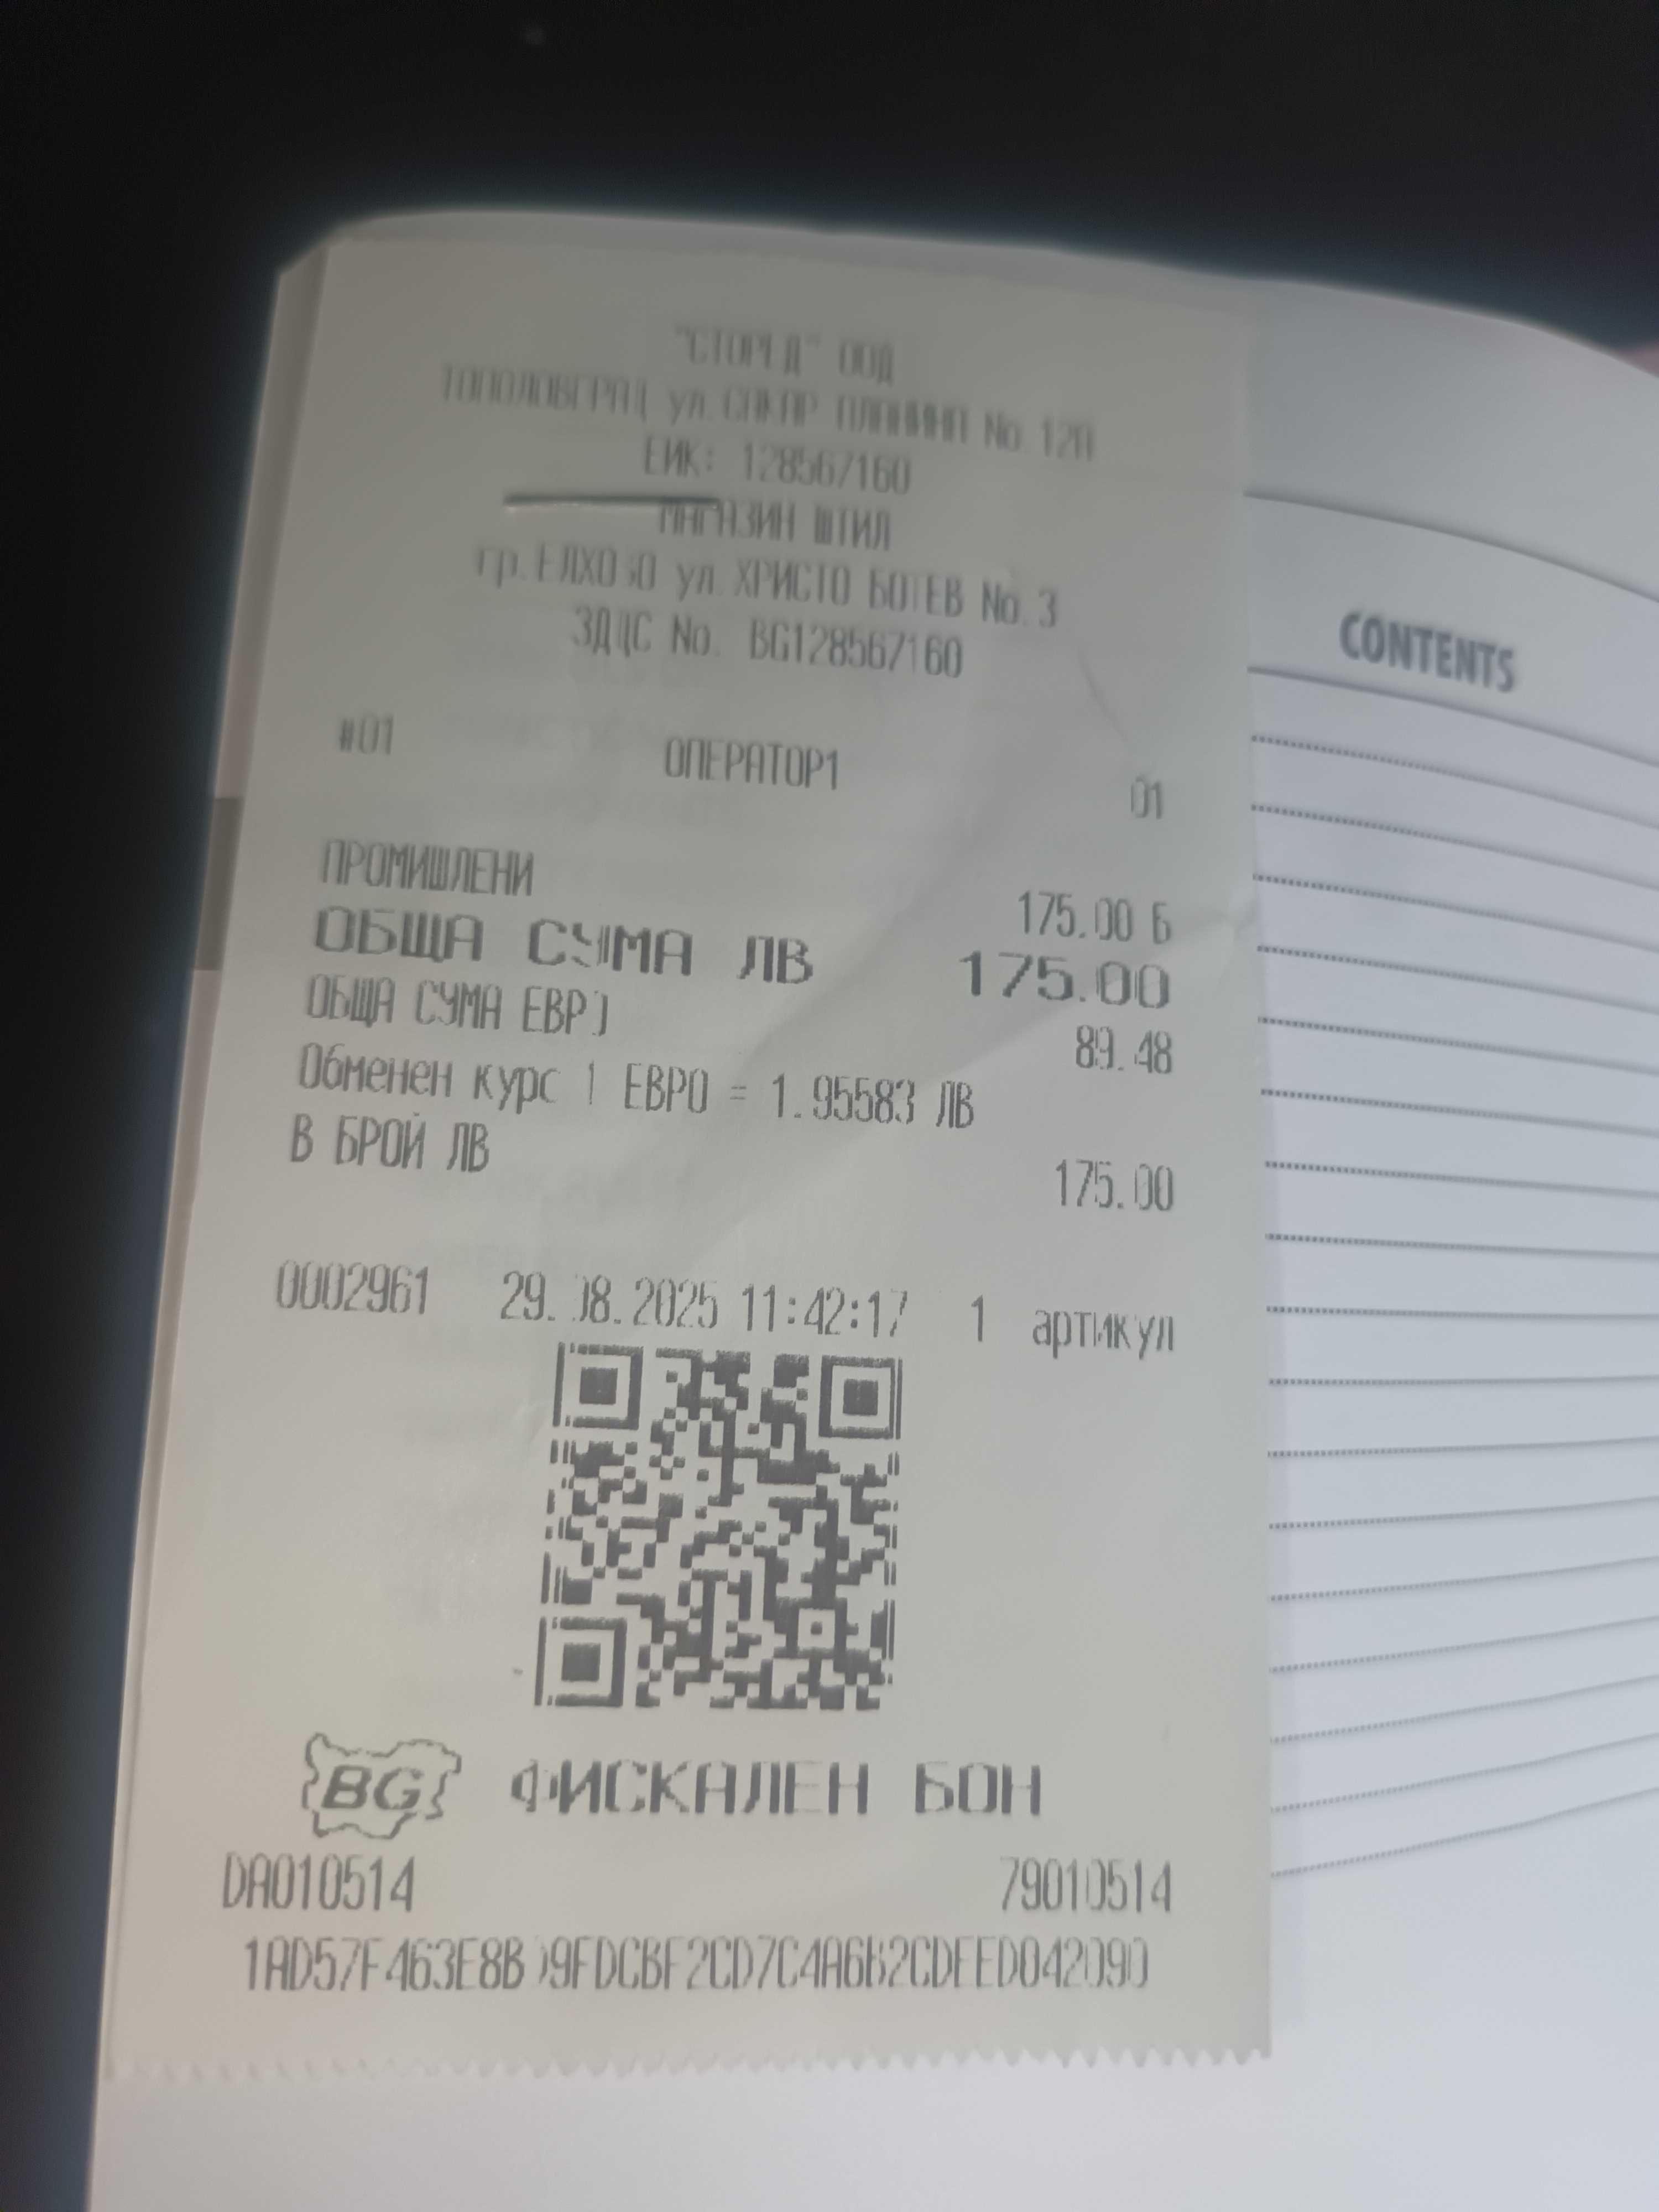 ООД
ТОПОЛОВГРАД ул. САКАР ПЛАНИНА No. 12А
ЕИК: 128567160
МАГАЗИН ЩИЛ
гр. ЕЛХОВО ул. ХРИСТО БОТЕВ No. 3
ЗДДС No. BG128567160
#01 ОПЕРАТОР1 01
ПРОМИШЛЕНИ 175.00 Б
ОБЩА СУМА ЛВ 175.00
ОБЩА СУМА ЕВРО 89.48
Обменен курс 1 ЕВРО = 1.95583 ЛВ
В БРОЙ ЛВ 175.00
0002961 29.08.2025 11:42:17 1 артикул
BG ФИСКАЛЕН БОН
DA010514 79010514
CONTENTS